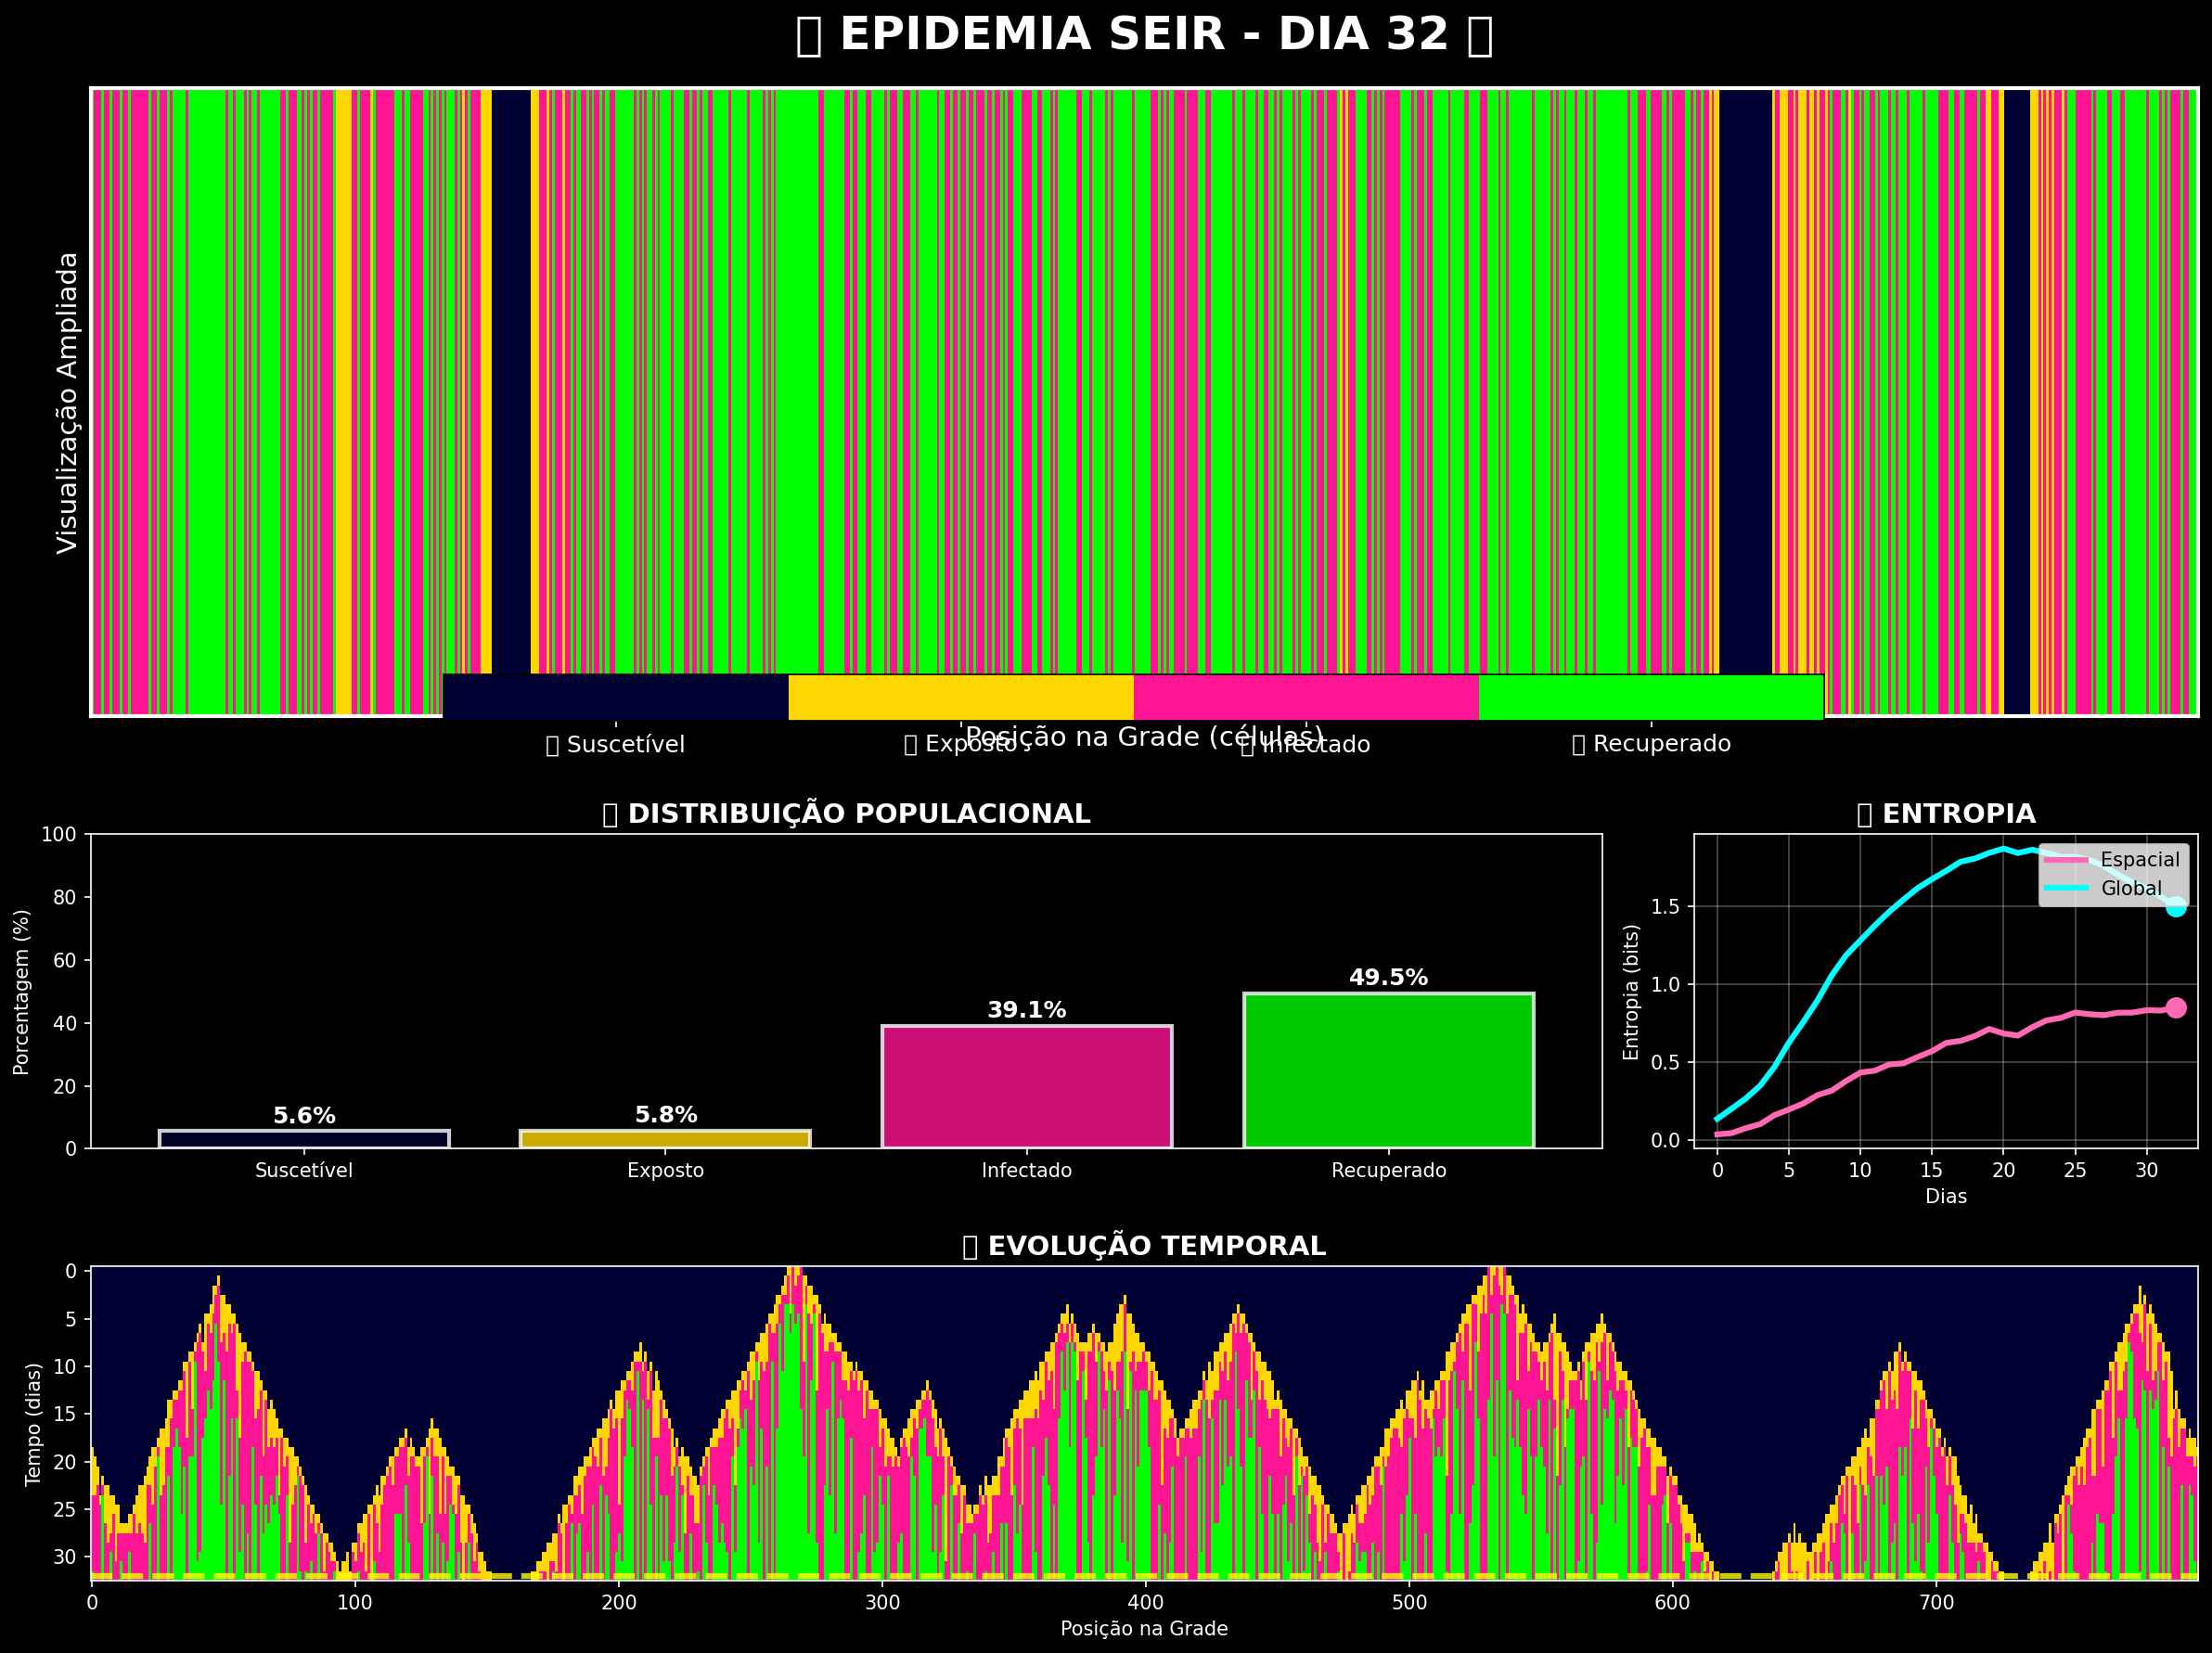 EPIDEMIA SEIR - DIA 32
Visualização Ampliada
Posição na Grade (células)
Suscetível
Exposto
Infectado
Recuperado
DISTRIBUIÇÃO POPULACIONAL
Porcentagem (%)
100
80
60
40
20
0
5.6%
5.8%
39.1%
49.5%
Suscetível
Exposto
Infectado
Recuperado
ENTROPIA
Entropia (bits)
1.5
1.0
0.5
0.0
Espacial
Global
0 5 10 15 20 25 30
Dias
EVOLUÇÃO TEMPORAL
Tempo (dias)
0
5
10
15
20
25
30
0 100 200 300 400 500 600 700
Posição na Grade